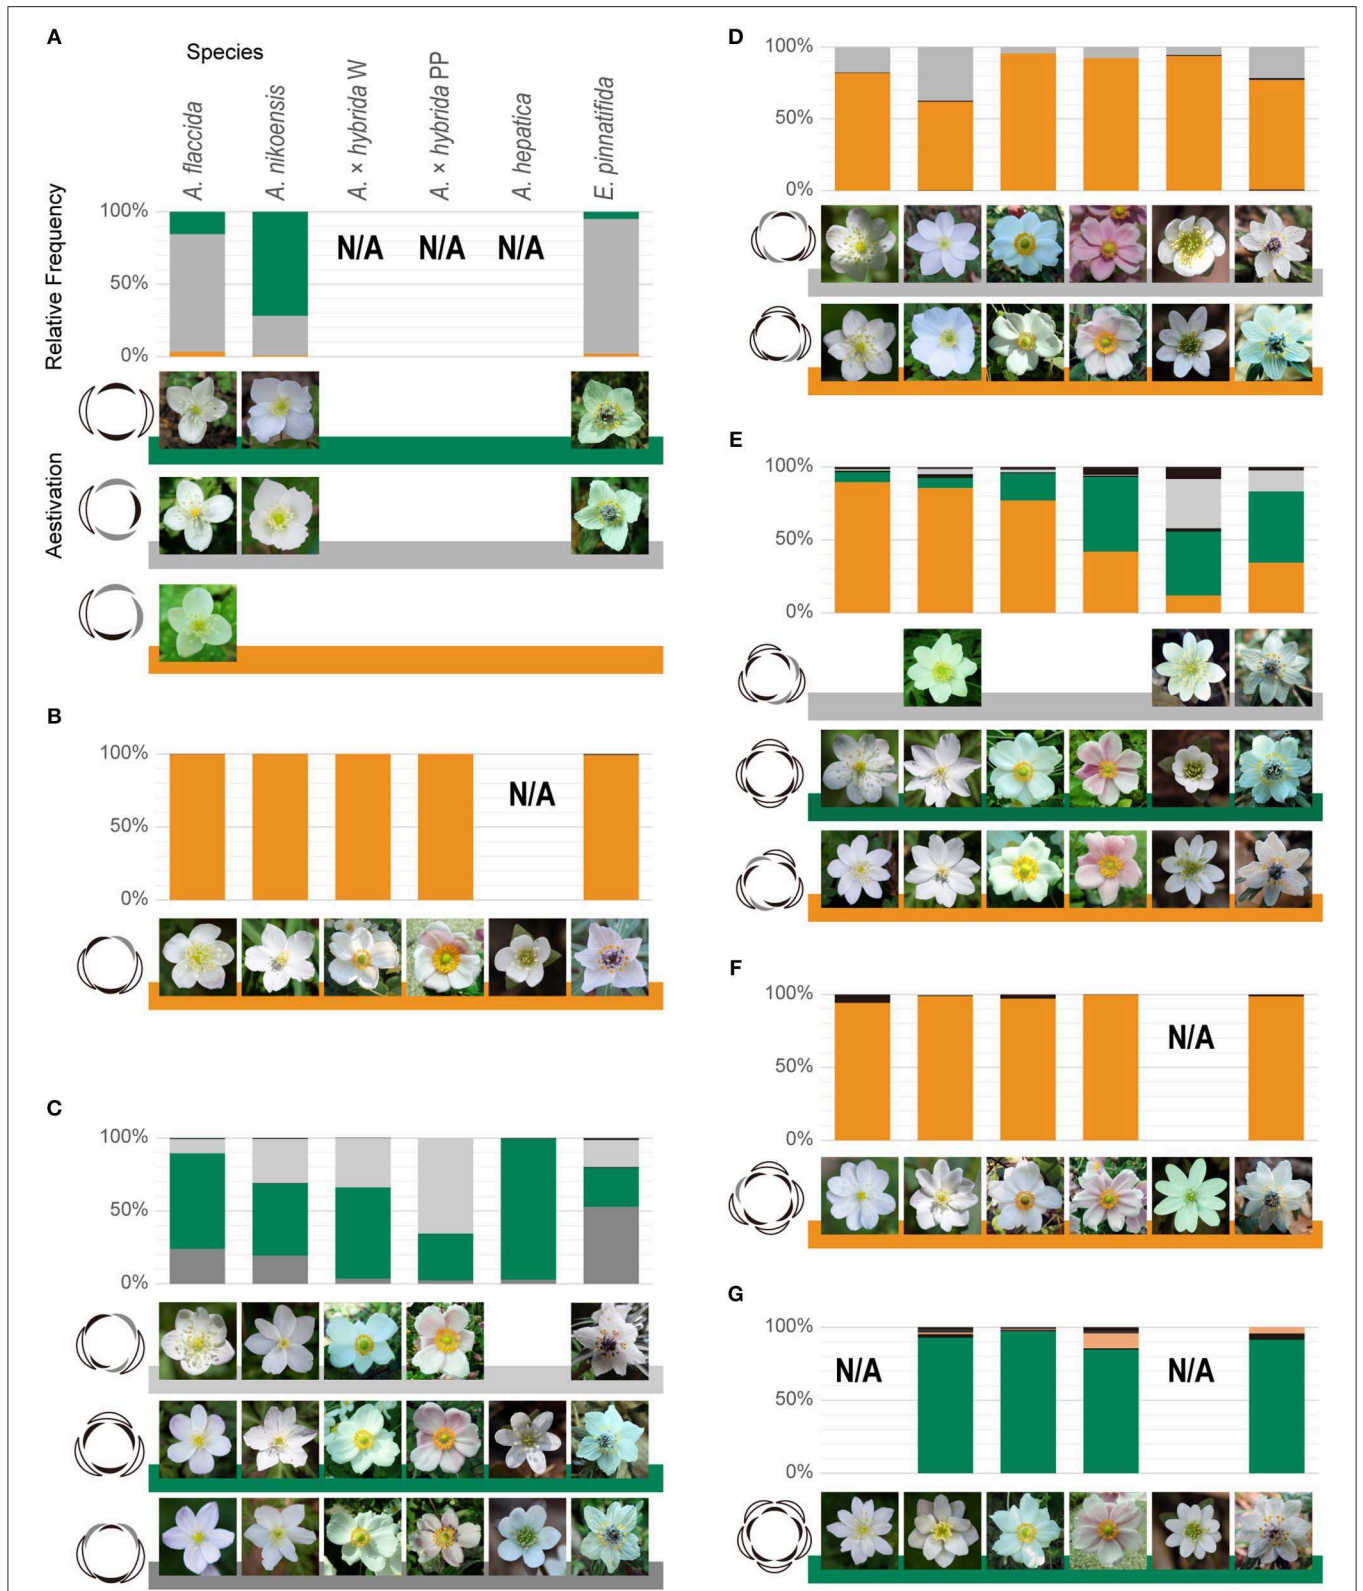 A
Species
A. flaccida
A. nikoensis
A. × hybrida W
A. × hybrida PP
A. hepatica
E. pinnatifida
Relative Frequency
100%
50%
0%
N/A
N/A
N/A
Aestivation
B
100%
50%
0%
N/A
C
100%
50%
0%
D
100%
50%
0%
E
100%
50%
0%
F
100%
50%
0%
N/A
G
100%
50%
0%
N/A
N/A